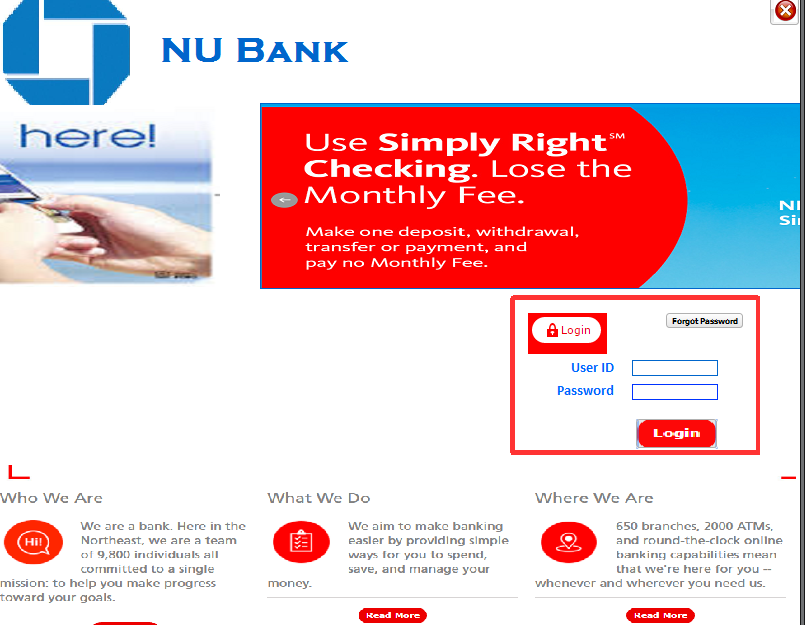 NU BANK
here!
Use Simply Right℠
Checking. Lose the
Monthly Fee.
Make one deposit, withdrawal,
transfer or payment, and
pay no Monthly Fee.
Login
Forgot Password
User ID
Password
Login
Who We Are
Hi!
We are a bank. Here in the
Northeast, we are a team
of 9,800 individuals all
committed to a single
mission: to help you make progress
toward your goals.
What We Do
We aim to make banking
easier by providing simple
ways for you to spend,
save, and manage your
money.
Read More
Where We Are
650 branches, 2000 ATMs,
and round-the-clock online
banking capabilities mean
that we're here for you --
whenever and wherever you need us.
Read More